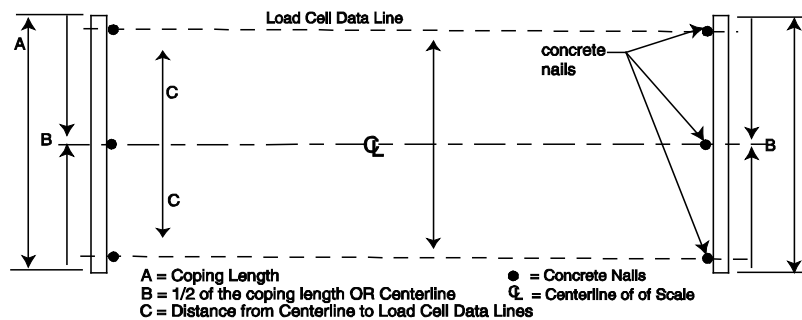 Load Cell Data Line
A
concrete
nails
C
B
℄
B
C
A = Coping Length
B = 1/2 of the coping length OR Centerline
C = Distance from Centerline to Load Cell Data Lines
● = Concrete Nails
℄ = Centerline of of Scale